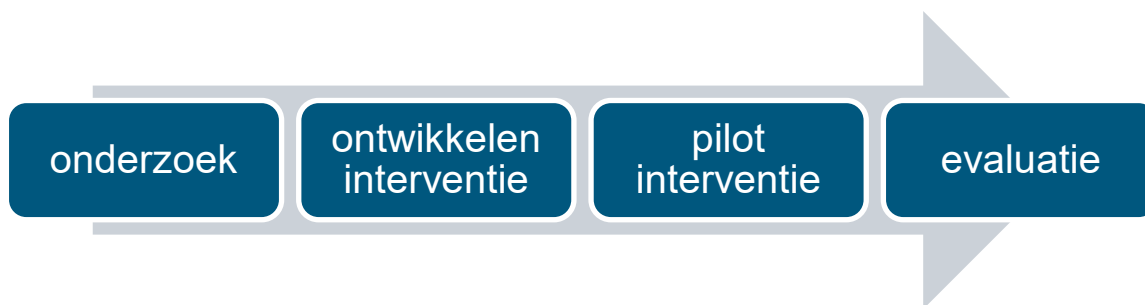 onderzoek
ontwikkelen
interventie
pilot
interventie
evaluatie